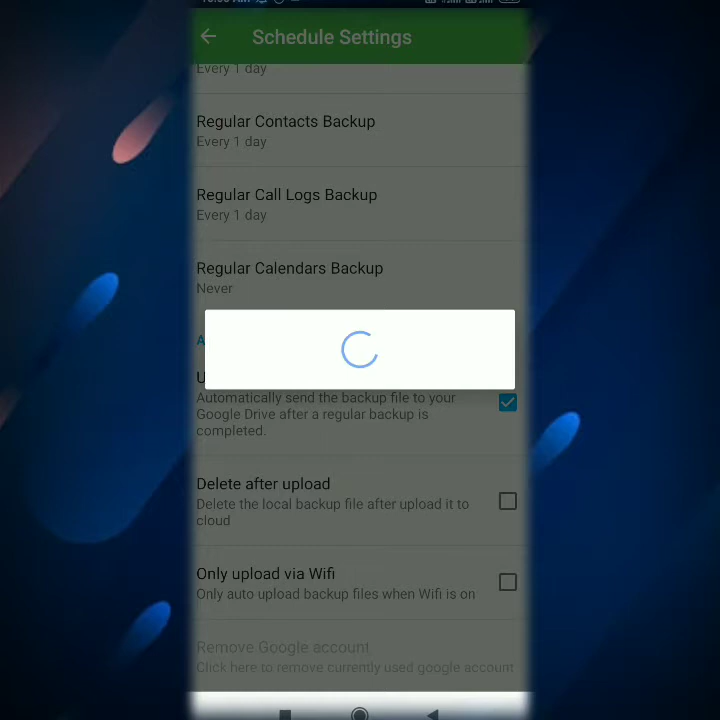 Schedule Settings
Every 1 day
Regular Contacts Backup
Every 1 day
Regular Call Logs Backup
Every 1 day
Regular Calendars Backup
Never
Automatically send the backup file to your
Google Drive after a regular backup is
completed.
Delete after upload
Delete the local backup file after upload it to
cloud
Only upload via Wifi
Only auto upload backup files when Wifi is on
Remove Google account
Click here to remove currently used google account